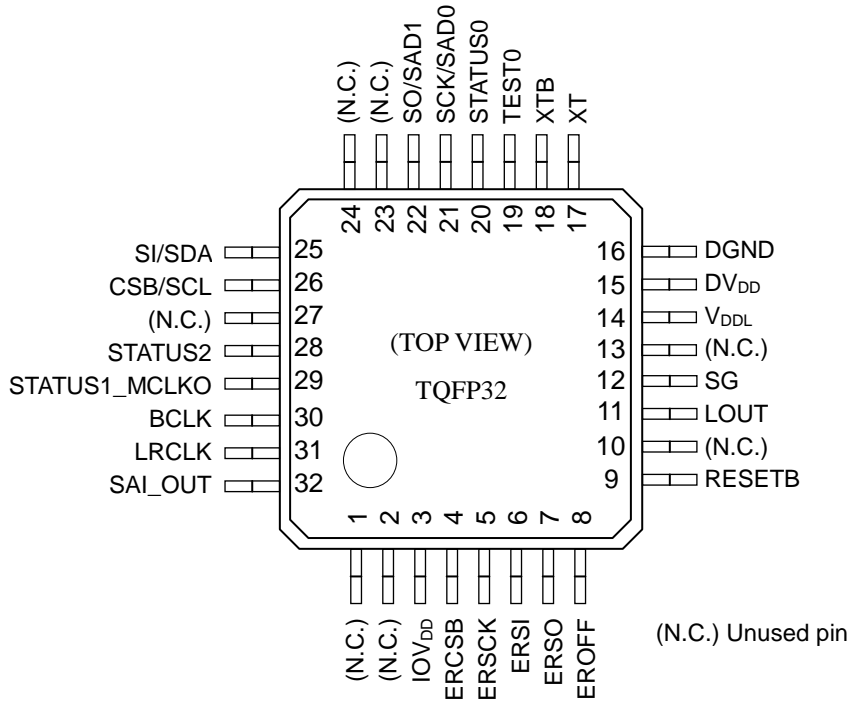 (N.C.)
(N.C.)
SO/SAD1
SCK/SAD0
STATUS0
TEST0
XTB
XT
24
23
22
21
20
19
18
17
SI/SDA
25
16
DGND
CSB/SCL
26
15
DVDD
(N.C.)
27
14
VDDL
STATUS2
28
(TOP VIEW)
13
(N.C.)
STATUS1_MCLKO
29
TQFP32
12
SG
BCLK
30
11
LOUT
LRCLK
31
10
(N.C.)
SAI_OUT
32
9
RESETB
1
2
3
4
5
6
7
8
(N.C.)
(N.C.)
IOVDD
ERCSB
ERSCK
ERSI
ERSO
EROFF
(N.C.) Unused pin